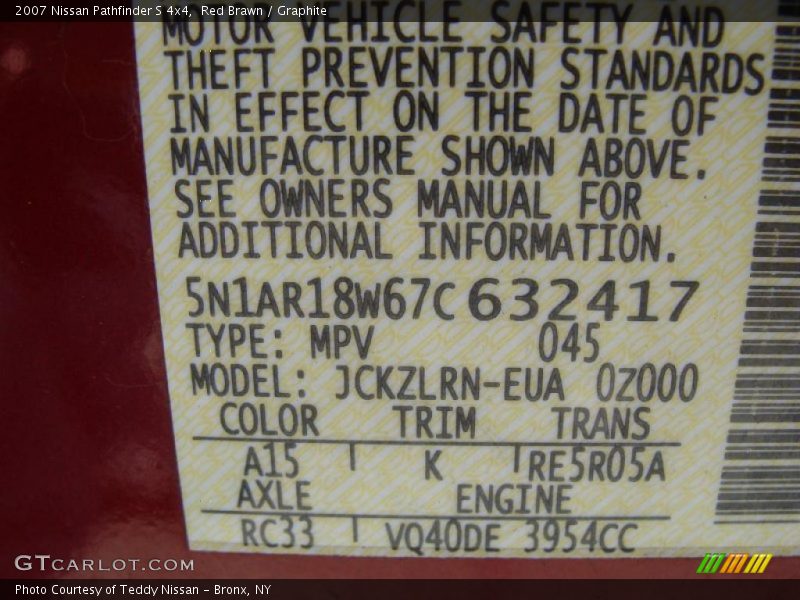 2007 Nissan Pathfinder S 4x4, Red Brawn / Graphite
MOTOR VEHICLE SAFETY AND
THEFT PREVENTION STANDARDS
IN EFFECT ON THE DATE OF
MANUFACTURE SHOWN ABOVE.
SEE OWNERS MANUAL FOR
ADDITIONAL INFORMATION.
5N1AR18W67C632417
TYPE: MPV 045
MODEL: JCKZLRN-EUA 0Z000
COLOR TRIM TRANS
A15 K RE5R05A
AXLE ENGINE
RC33 VQ40DE 3954CC
GTCARLOT.COM
Photo Courtesy of Teddy Nissan - Bronx, NY